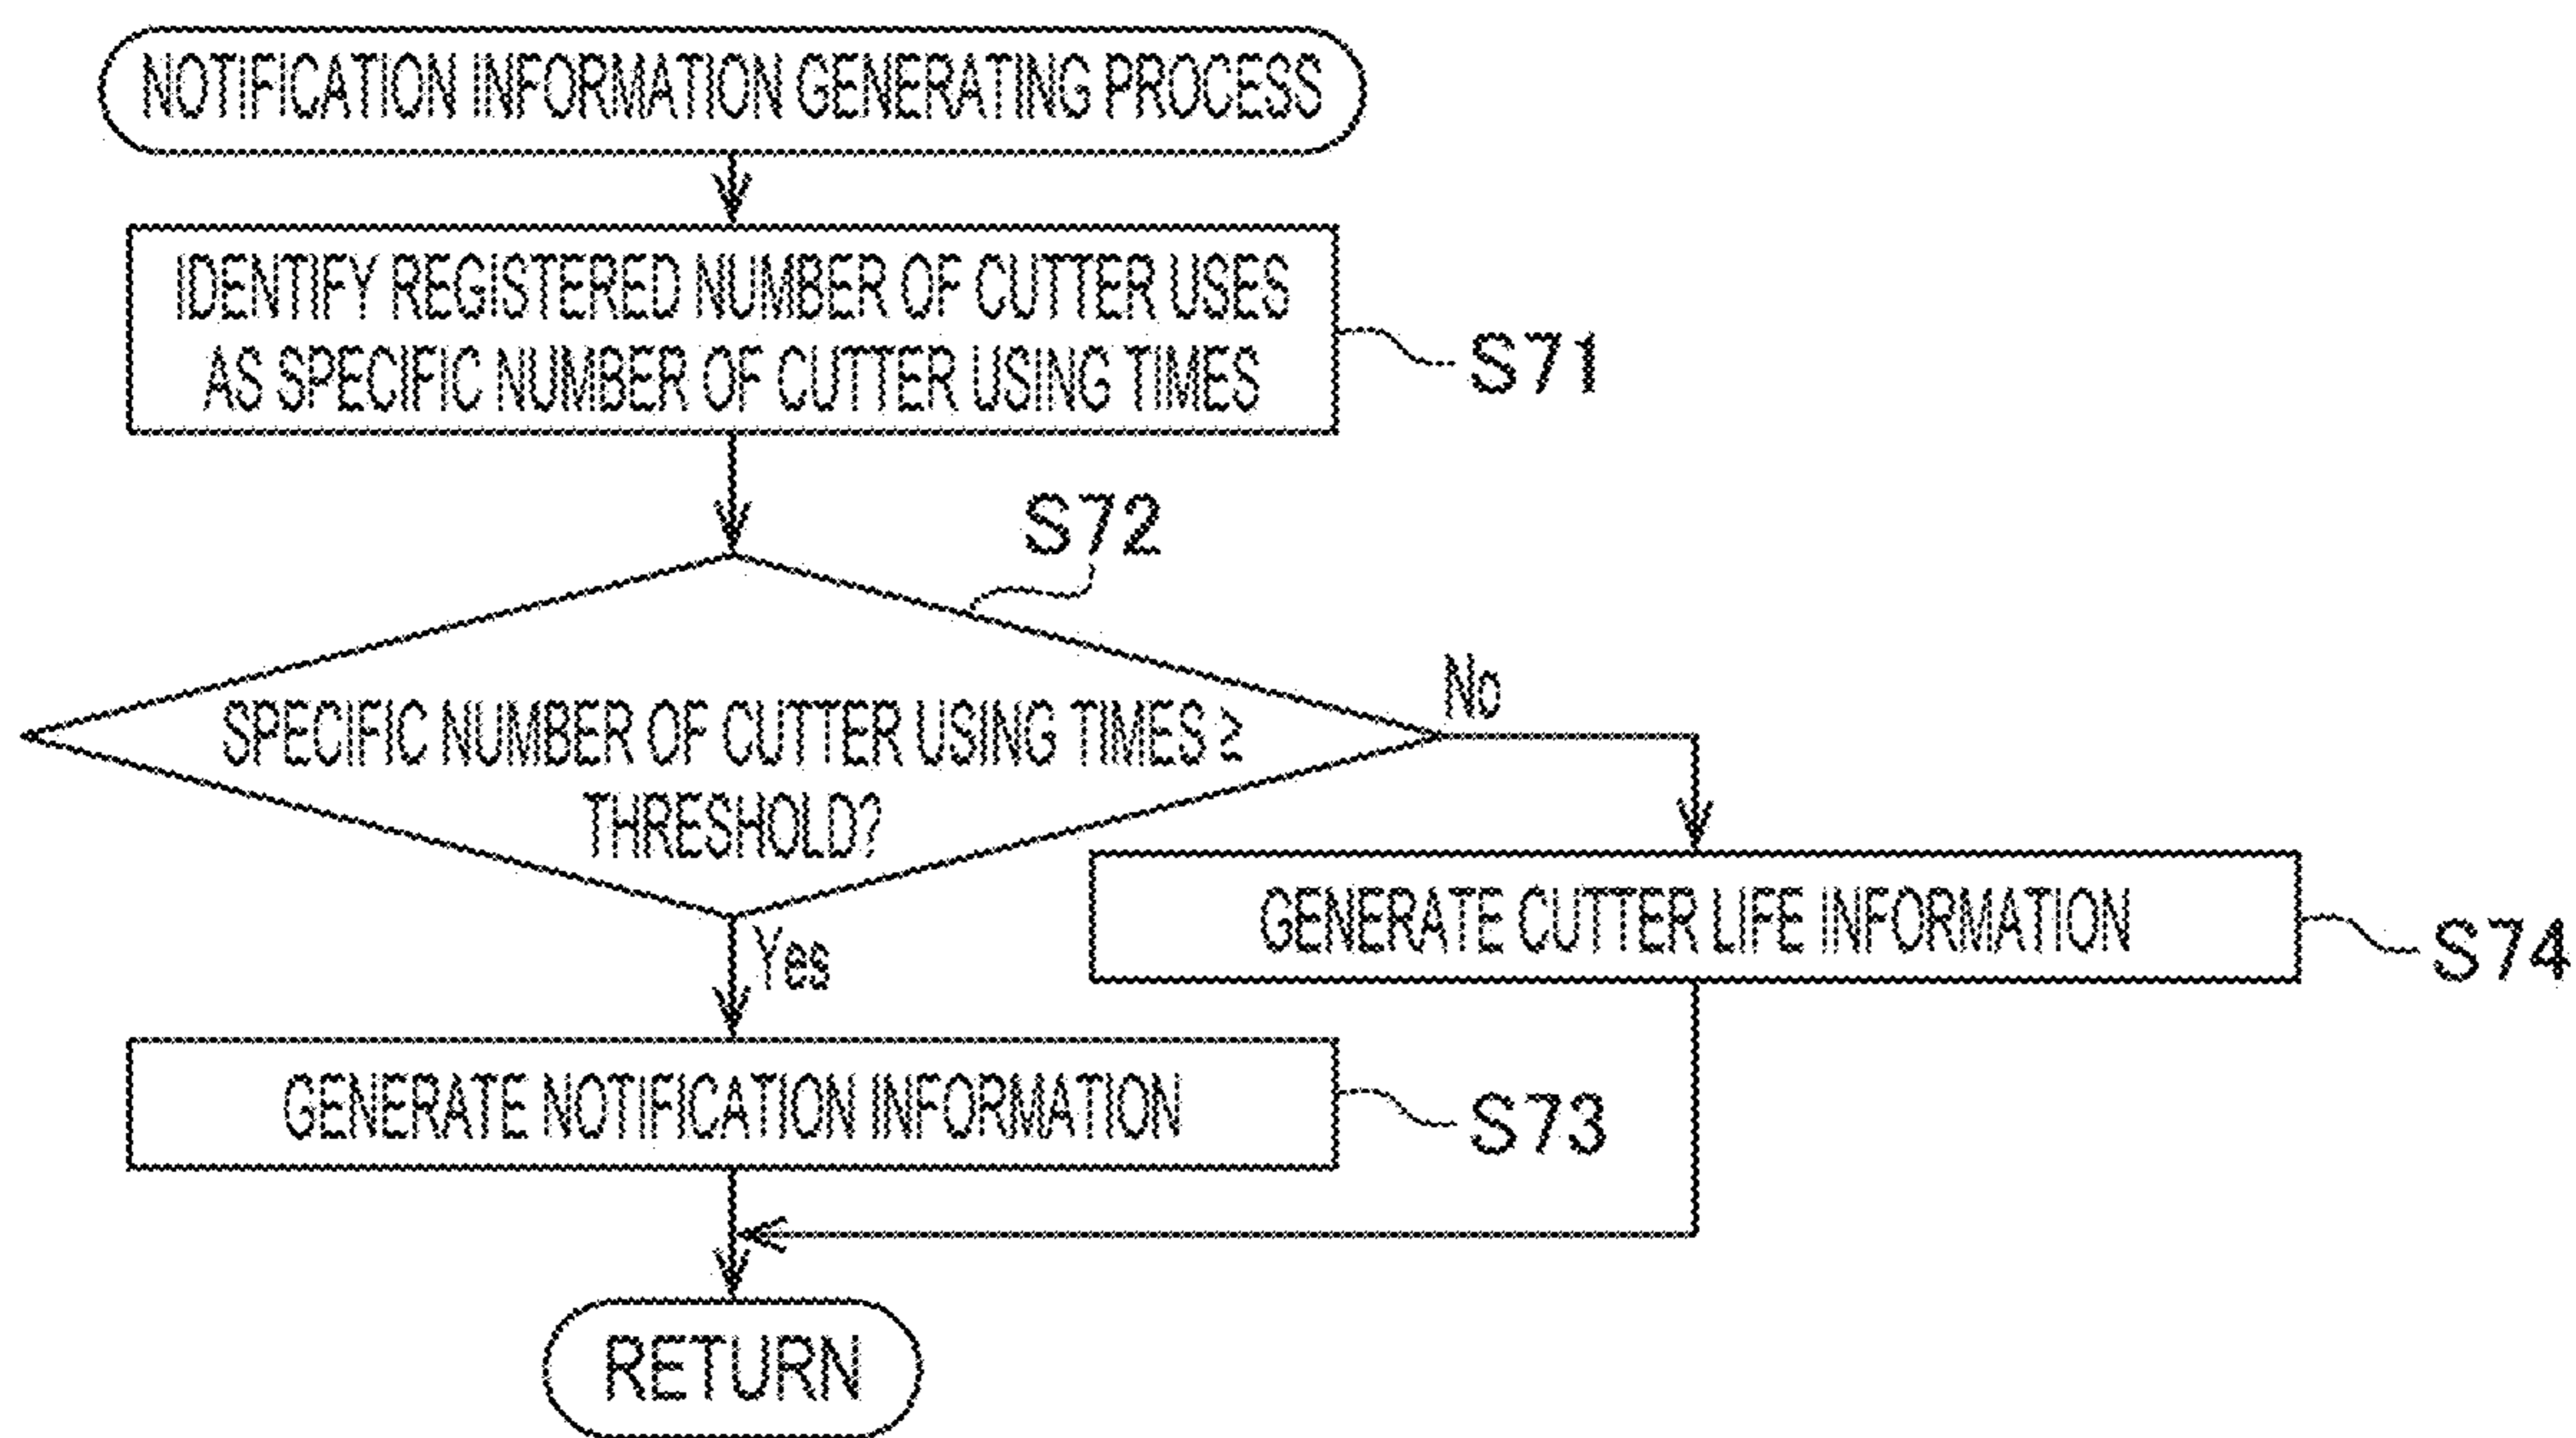 NOTIFICATION INFORMATION GENERATING PROCESS
IDENTIFY REGISTERED NUMBER OF CUTTER USES
AS SPECIFIC NUMBER OF CUTTER USING TIMES
S71
S72
SPECIFIC NUMBER OF CUTTER USING TIMES ≥
THRESHOLD?
No
Yes
GENERATE CUTTER LIFE INFORMATION
S74
GENERATE NOTIFICATION INFORMATION
S73
RETURN